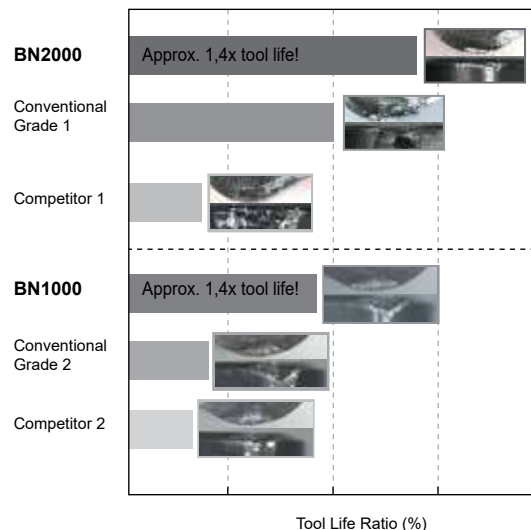 BN2000
Approx. 1,4x tool life!
Conventional
Grade 1
Competitor 1
BN1000
Approx. 1,4x tool life!
Conventional
Grade 2
Competitor 2
Tool Life Ratio (%)